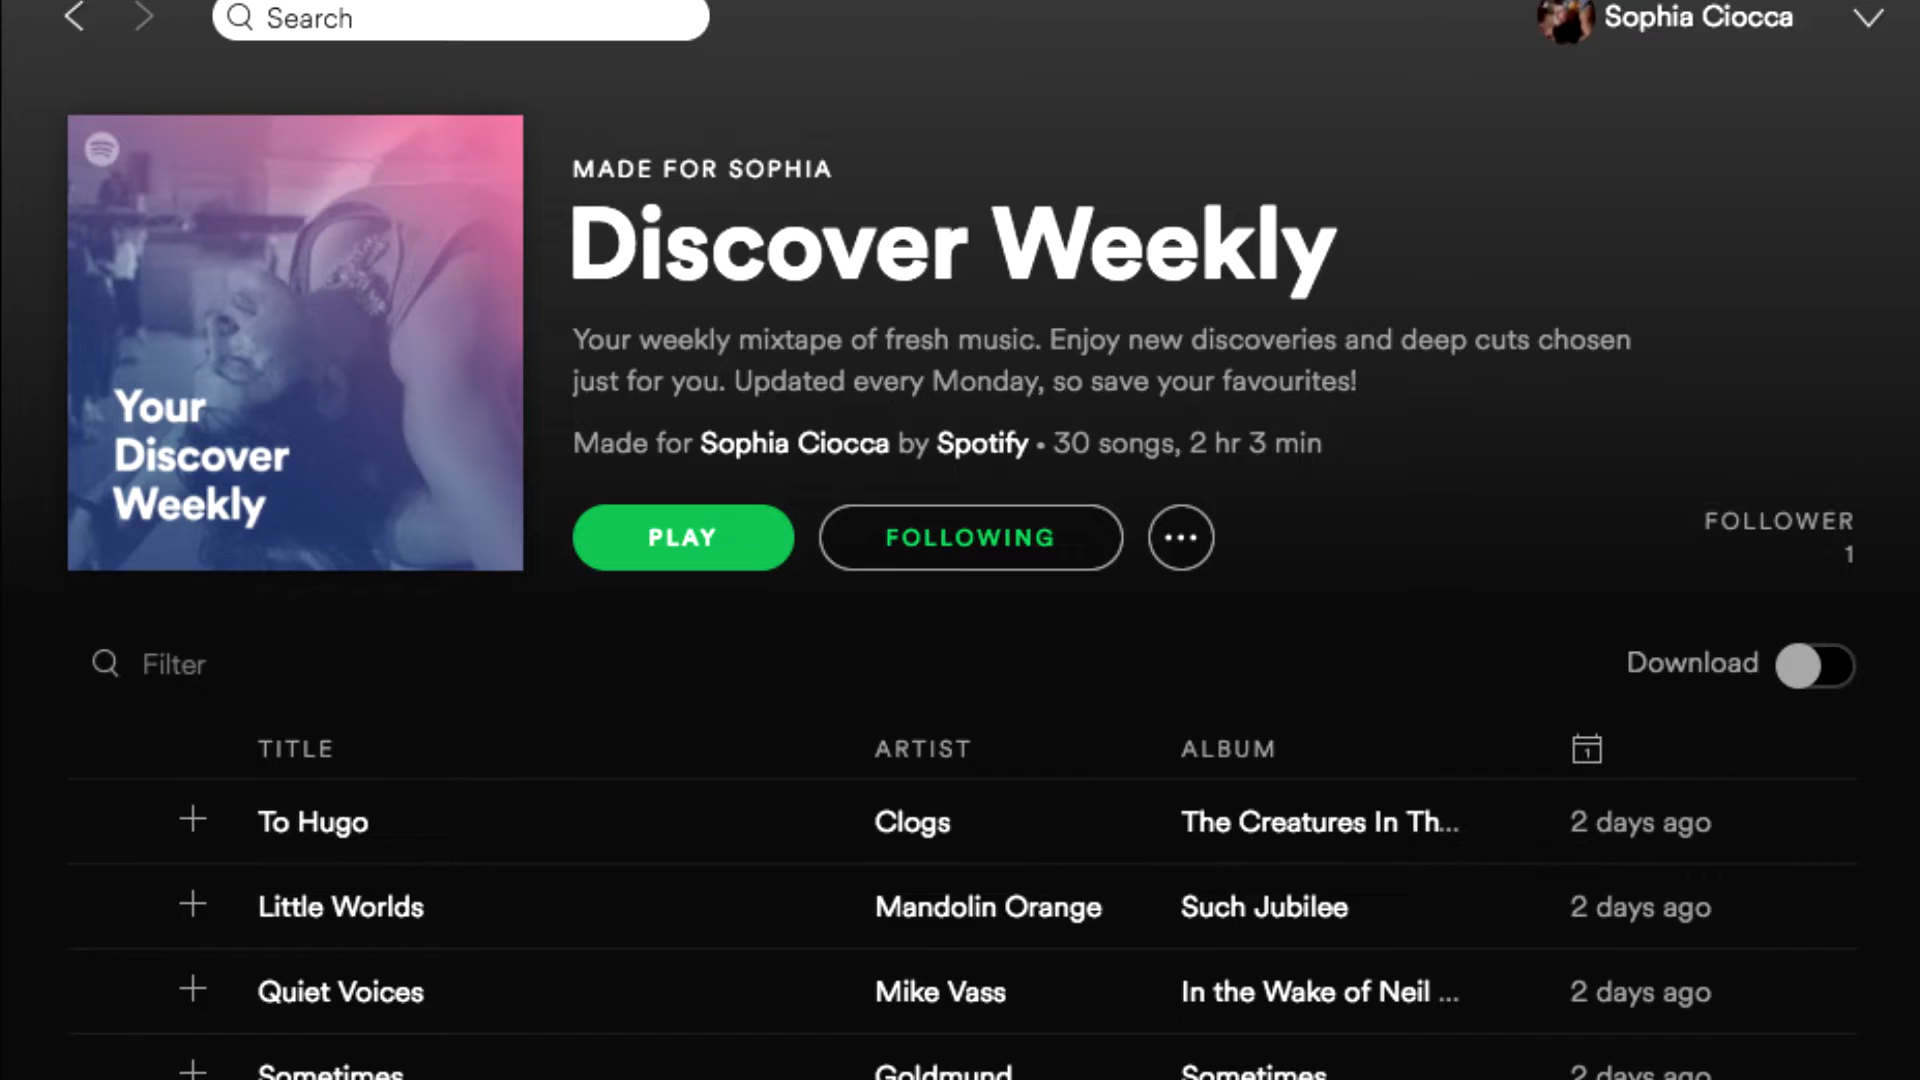 Search
Sophia Ciocca
MADE FOR SOPHIA
Discover Weekly
Your weekly mixtape of fresh music. Enjoy new discoveries and deep cuts chosen
just for you. Updated every Monday, so save your favourites!
Made for Sophia Ciocca by Spotify • 30 songs, 2 hr 3 min
Your
Discover
Weekly
PLAY
FOLLOWING
FOLLOWER
1
Filter
Download
TITLE ARTIST ALBUM 1
To Hugo Clogs The Creatures In Th... 2 days ago
Little Worlds Mandolin Orange Such Jubilee 2 days ago
Quiet Voices Mike Vass In the Wake of Neil ... 2 days ago
Sometimes Goldmund Sometimes 2 days ago